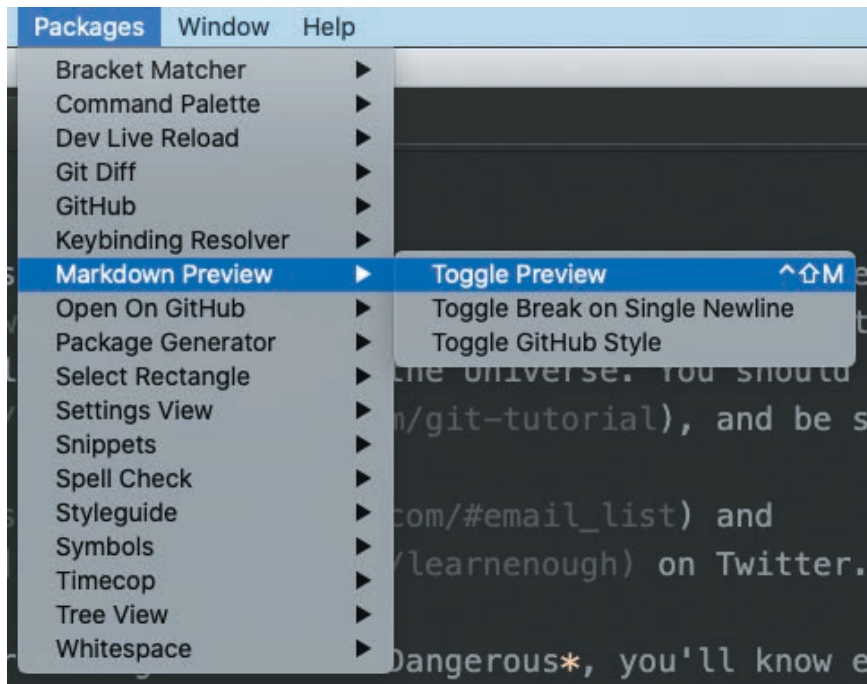 Packages Window Help
Bracket Matcher
Command Palette
Dev Live Reload
Git Diff
GitHub
Keybinding Resolver
Markdown Preview
Toggle Preview ^⇧M
Open On GitHub
Toggle Break on Single Newline
Package Generator
Toggle GitHub Style
Select Rectangle
the Universe. You should
Settings View
m/git-tutorial), and be s
Snippets
Spell Check
Styleguide
com/#email_list) and
Symbols
/learnenough) on Twitter.
Timecop
Tree View
Whitespace
Dangerous*, you'll know e